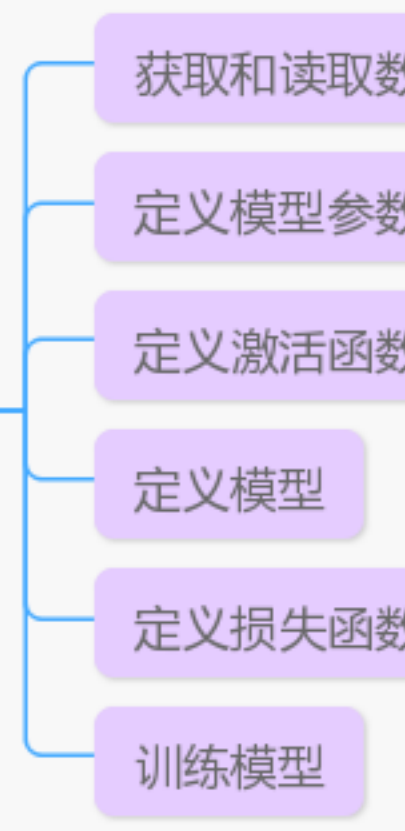 获取和读取数
定义模型参数
定义激活函数
定义模型
定义损失函数
训练模型